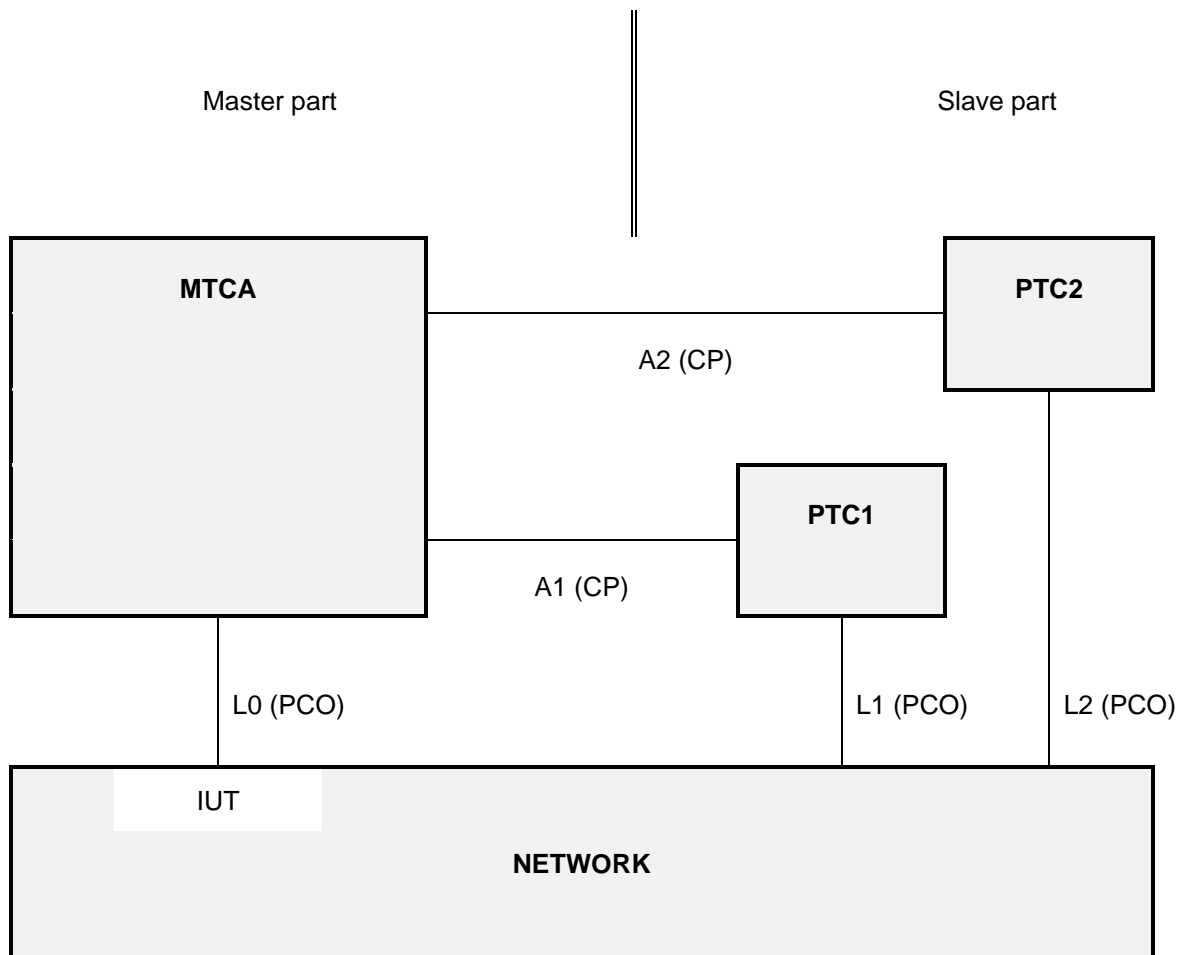 Master part
Slave part
MTCA
PTC2
A2 (CP)
PTC1
A1 (CP)
L0 (PCO)
L1 (PCO)
L2 (PCO)
IUT
NETWORK